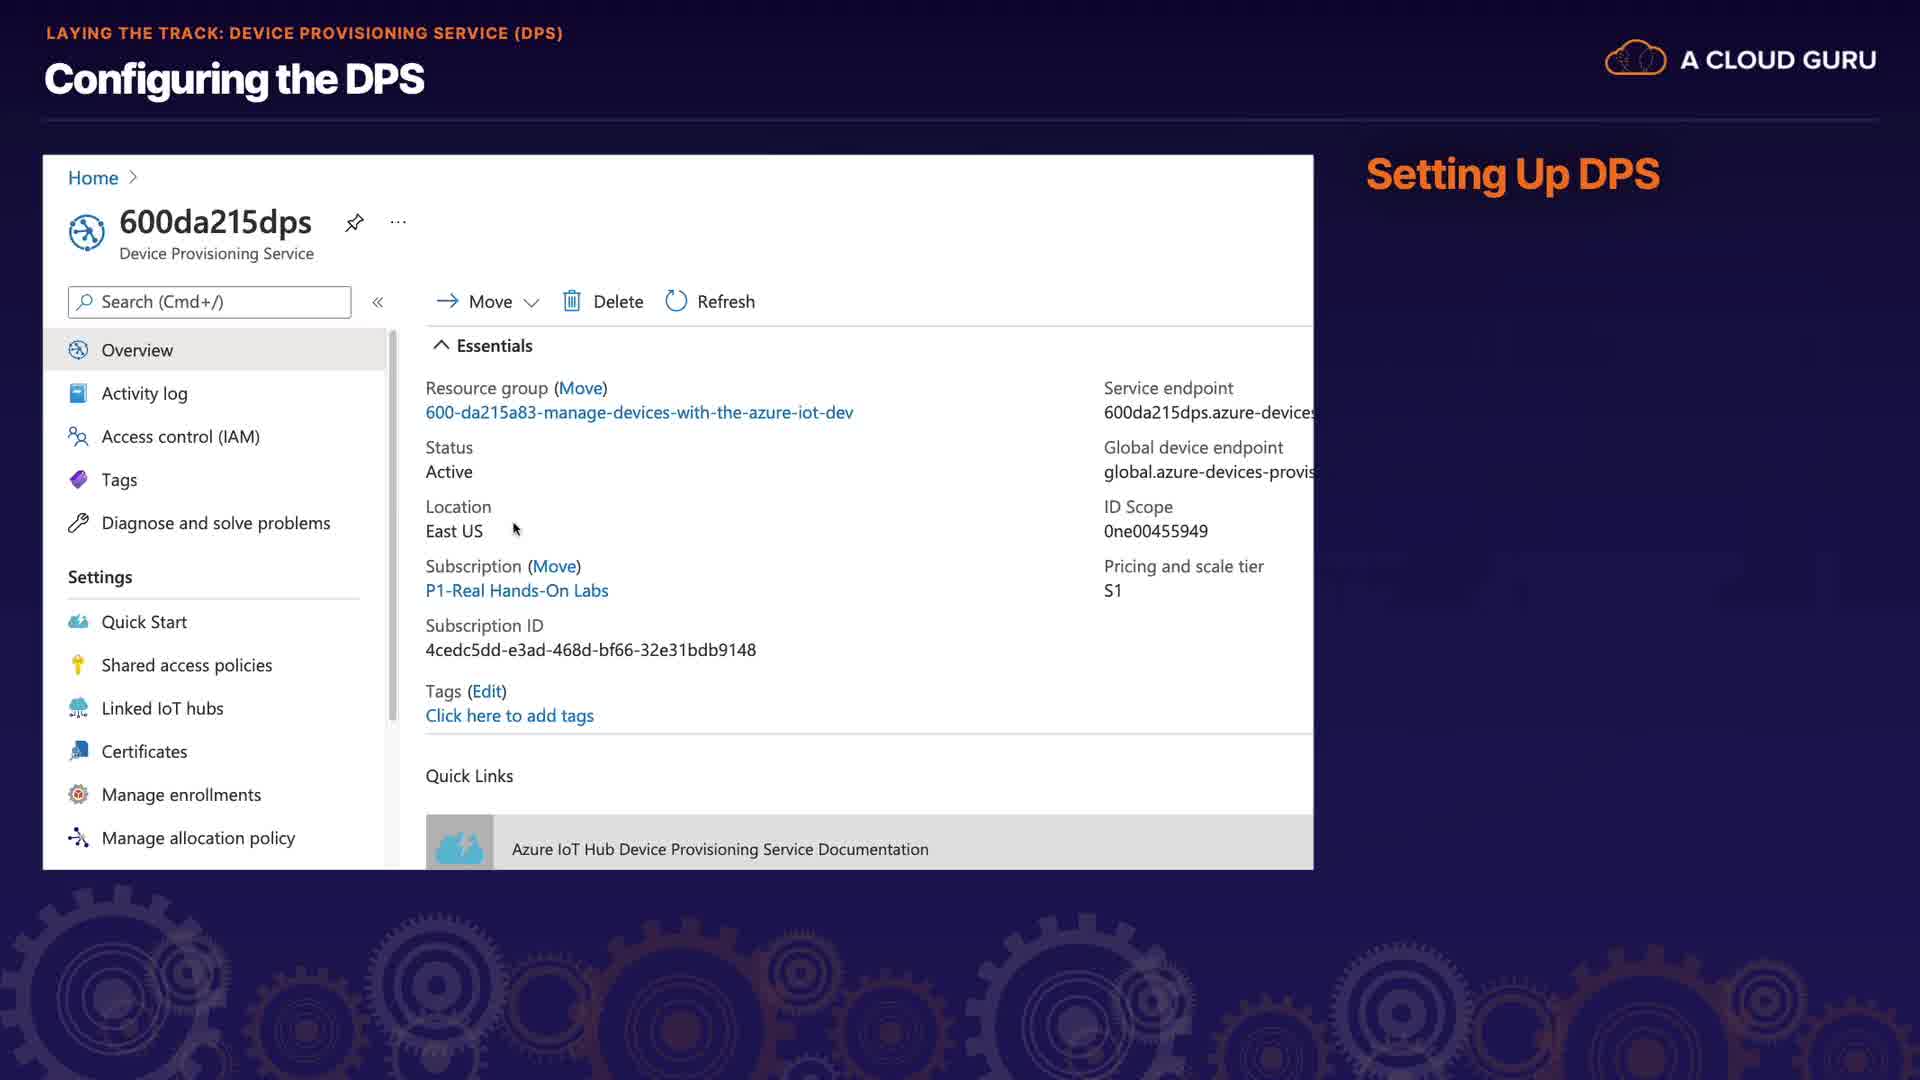 LAYING THE TRACK: DEVICE PROVISIONING SERVICE (DPS)
Configuring the DPS
A CLOUD GURU
Setting Up DPS
Home
600da215dps
...
Device Provisioning Service
Search (Cmd+/)
«
Move
Delete
Refresh
Overview
Activity log
Access control (IAM)
Tags
Diagnose and solve problems
Settings
Quick Start
Shared access policies
Linked IoT hubs
Certificates
Manage enrollments
Manage allocation policy
Essentials
Resource group (Move)
600-da215a83-manage-devices-with-the-azure-iot-dev
Status
Active
Location
East US
Subscription (Move)
P1-Real Hands-On Labs
Subscription ID
4cedc5dd-e3ad-468d-bf66-32e31bdb9148
Tags (Edit)
Click here to add tags
Service endpoint
600da215dps.azure-devices
Global device endpoint
global.azure-devices-provis
ID Scope
0ne00455949
Pricing and scale tier
S1
Quick Links
Azure IoT Hub Device Provisioning Service Documentation